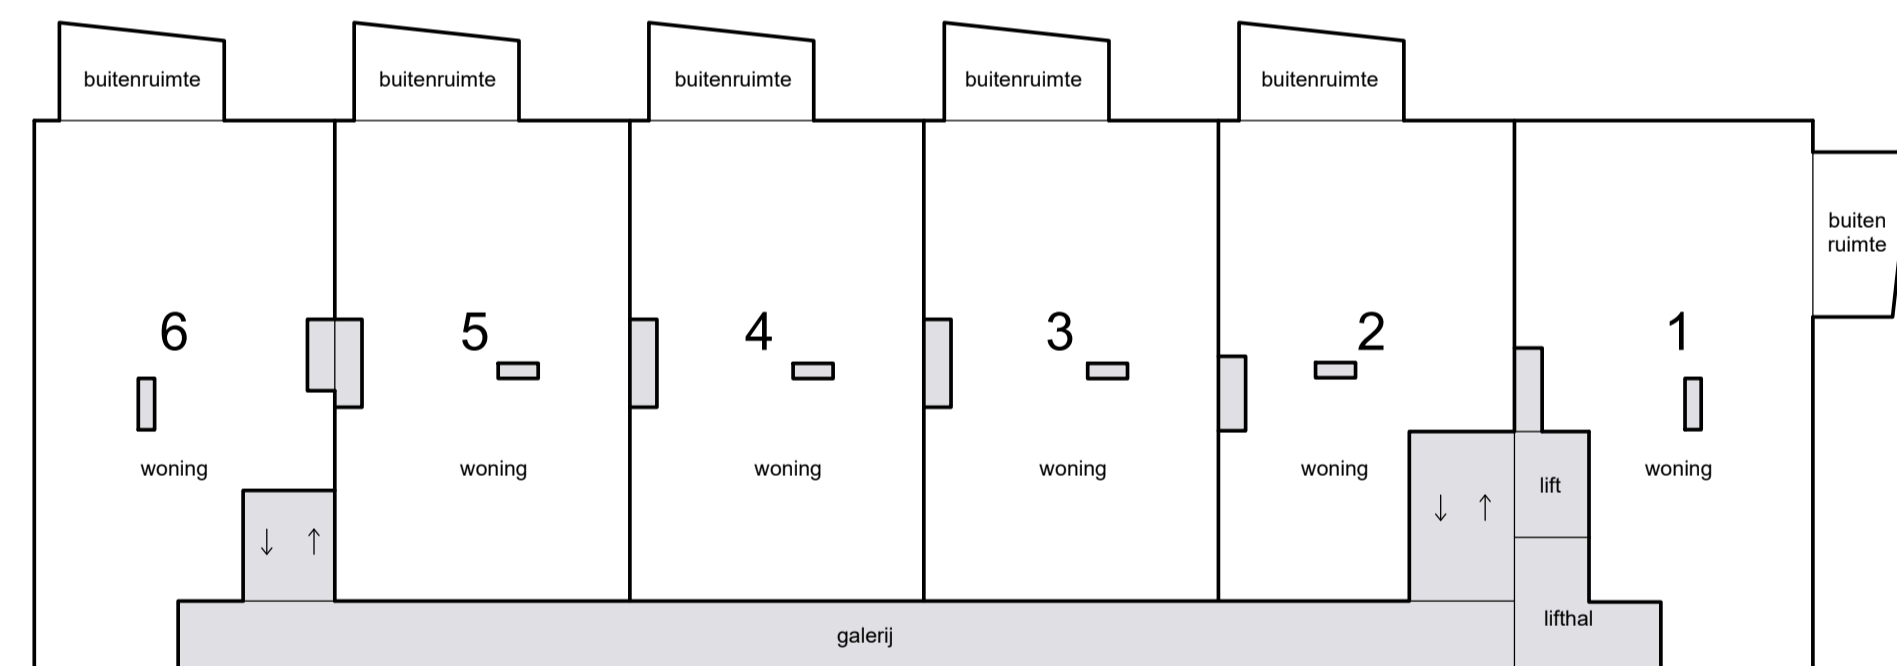 buitenruimte
buitenruimte
buitenruimte
buitenruimte
buitenruimte
buiten
ruimte
6
5
4
3
2
1
woning
woning
woning
woning
woning
woning
lift
↓ ↑
↓ ↑
lifthal
galerij